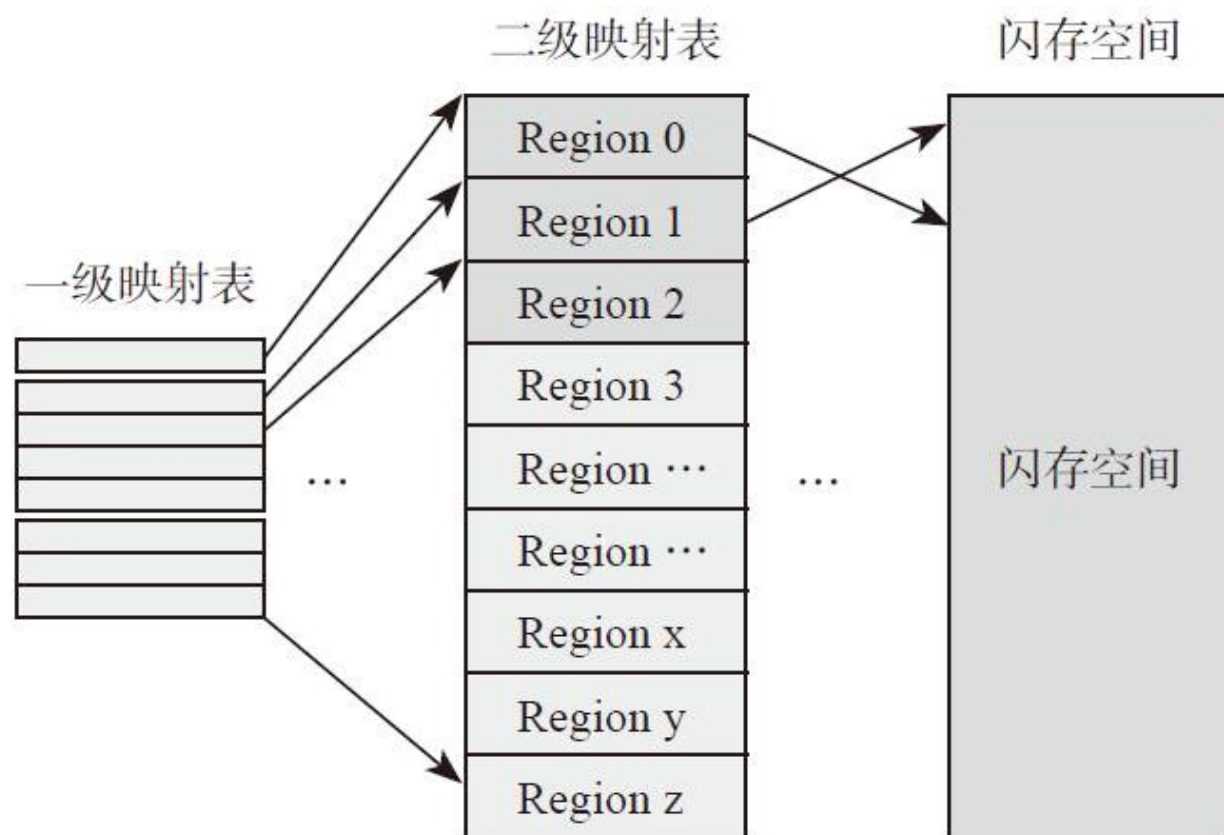 二级映射表
闪存空间
一级映射表
Region 0
Region 1
Region 2
Region 3
Region ···
Region ···
Region x
Region y
Region z
···
···
闪存空间